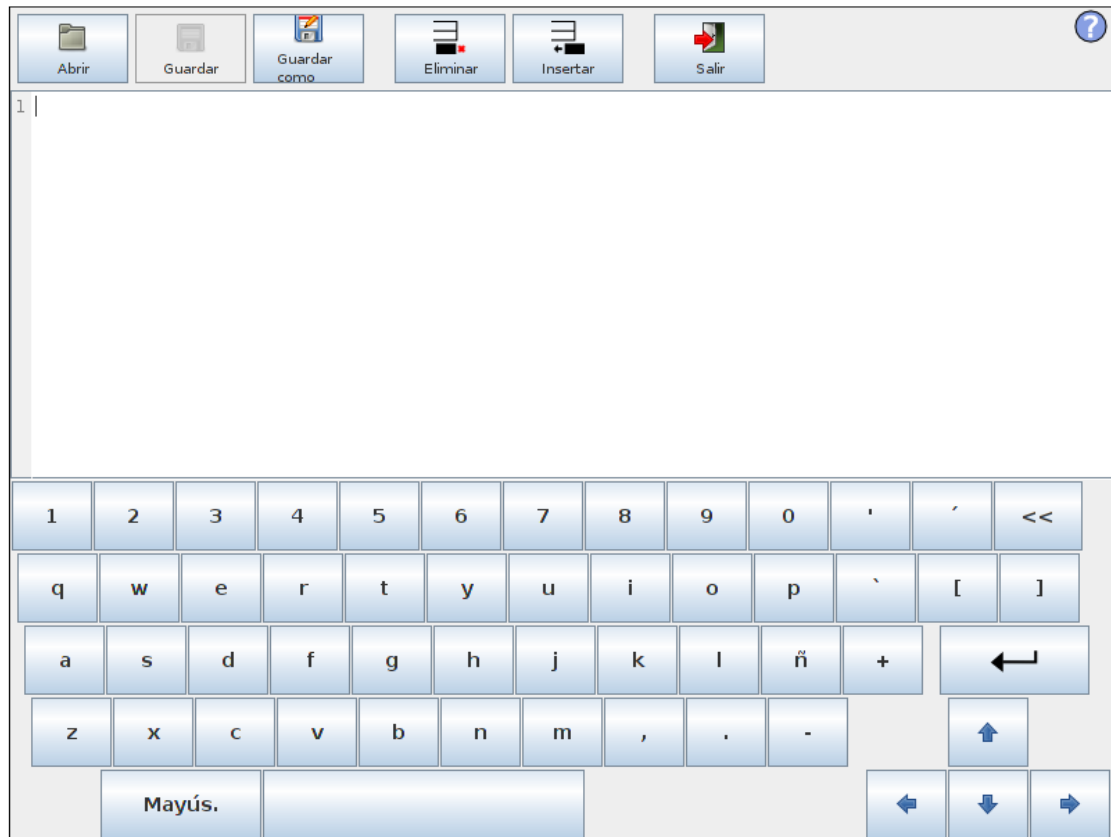 Abrir Guardar Guardar como Eliminar Insertar Salir ?
1
1 2 3 4 5 6 7 8 9 0 ' ´ <<
q w e r t y u i o p ` [ ]
a s d f g h j k l ñ +
z x c v b n m , . -
Mayús.